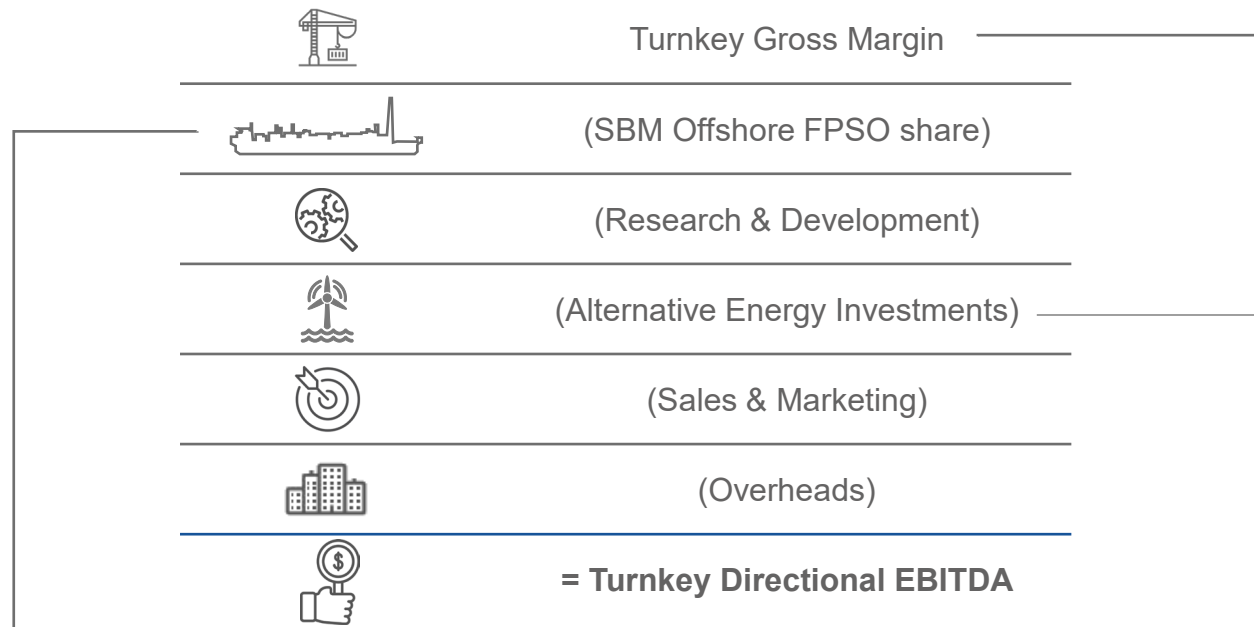 Turnkey Gross Margin
(SBM Offshore FPSO share)
(Research & Development)
(Alternative Energy Investments)
(Sales & Marketing)
(Overheads)
$
= Turnkey Directional EBITDA